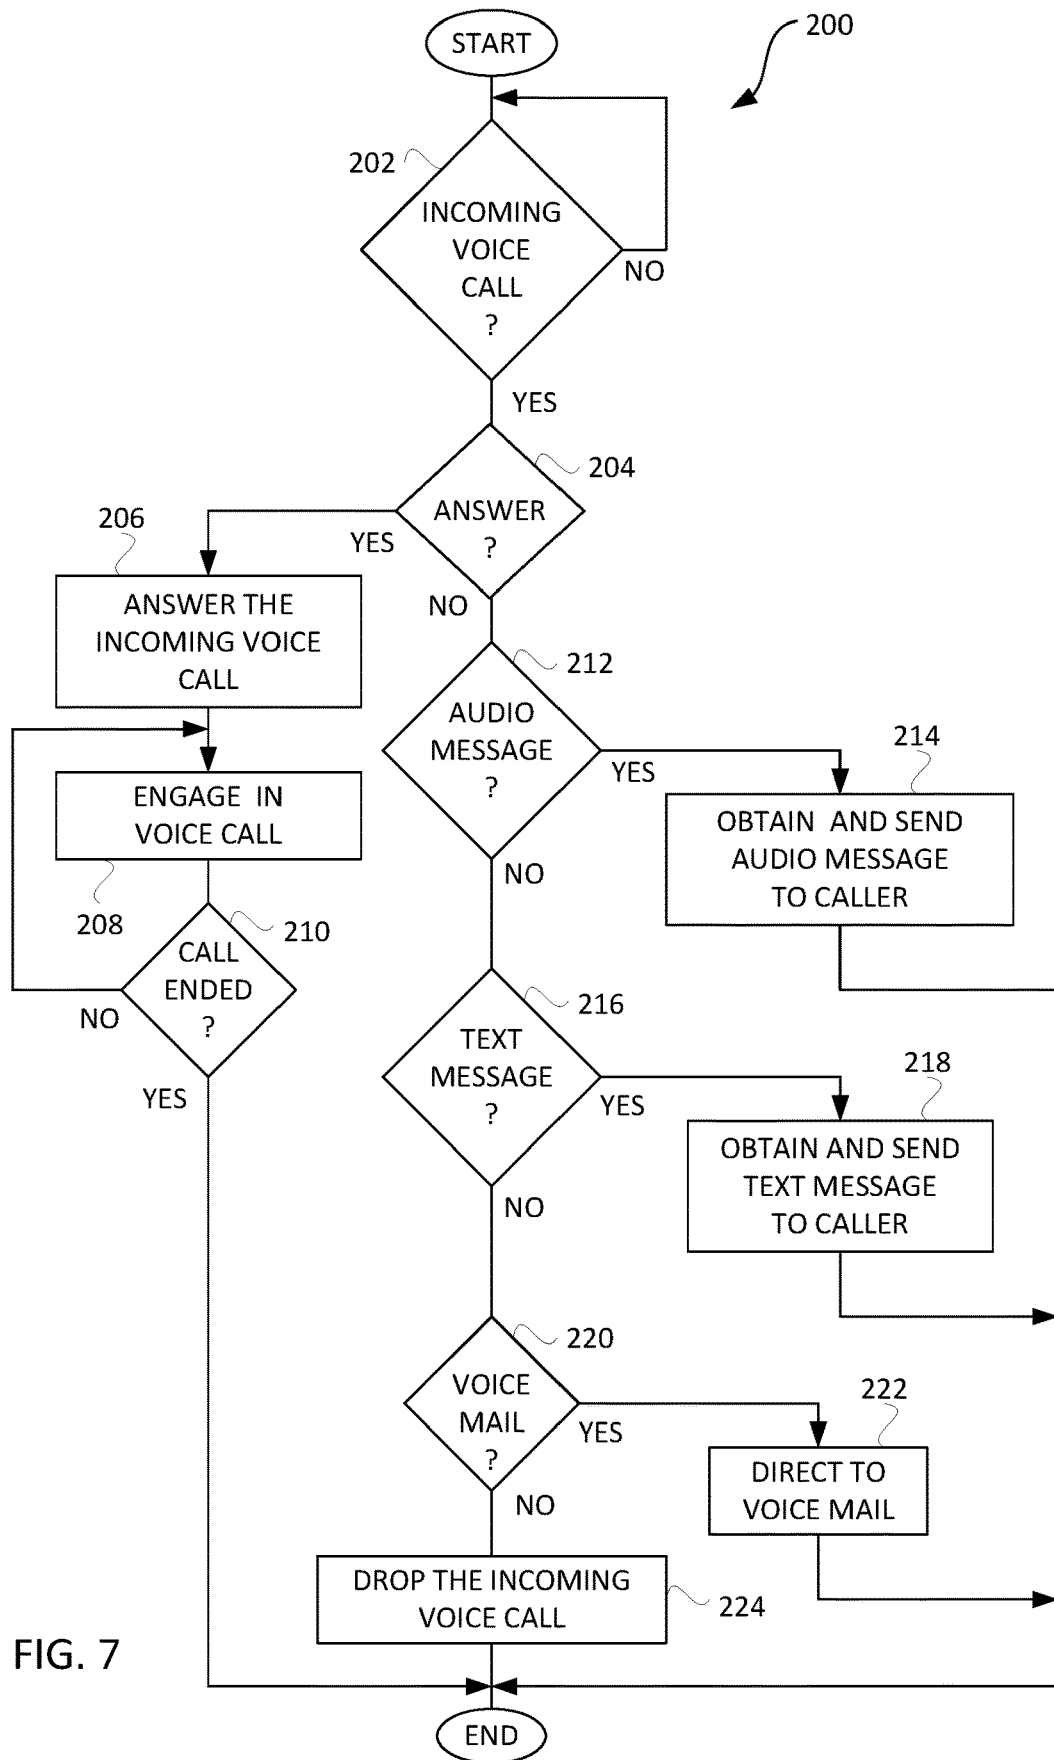 START
200
202
INCOMING
VOICE
CALL
?
NO
YES
204
ANSWER
?
YES
NO
206
ANSWER THE
INCOMING VOICE
CALL
212
AUDIO
MESSAGE
?
YES
NO
214
OBTAIN AND SEND
AUDIO MESSAGE
TO CALLER
ENGAGE IN
VOICE CALL
208
210
CALL
ENDED
?
NO
YES
216
TEXT
MESSAGE
?
YES
NO
218
OBTAIN AND SEND
TEXT MESSAGE
TO CALLER
220
VOICE
MAIL
?
YES
NO
222
DIRECT TO
VOICE MAIL
DROP THE INCOMING
VOICE CALL
224
FIG. 7
END